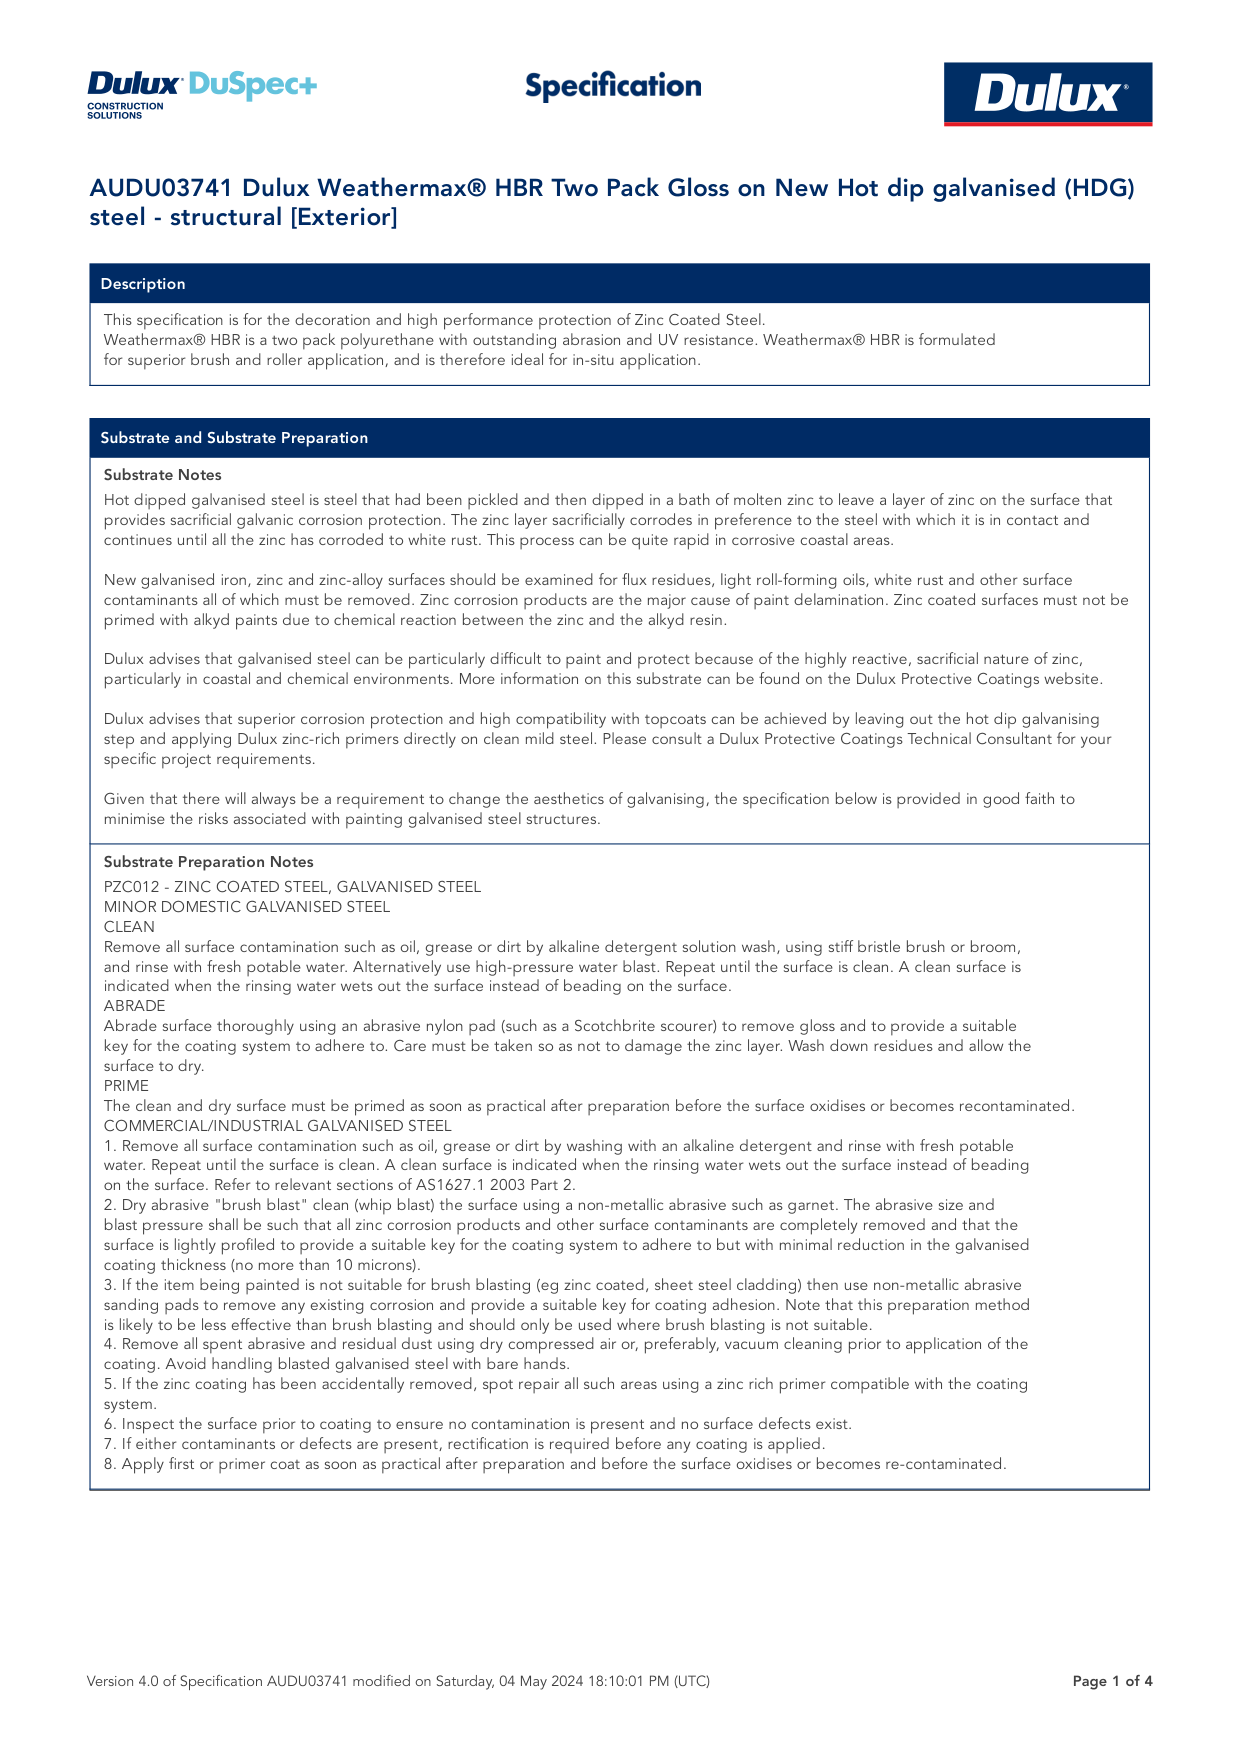 Dulux DuSpec+
CONSTRUCTION
SOLUTIONS
Specification
Dulux®
AUDU03741 Dulux Weathermax® HBR Two Pack Gloss on New Hot dip galvanised (HDG)
steel - structural [Exterior]
Description
This specification is for the decoration and high performance protection of Zinc Coated Steel.
Weathermax® HBR is a two pack polyurethane with outstanding abrasion and UV resistance. Weathermax® HBR is formulated
for superior brush and roller application, and is therefore ideal for in-situ application.
Substrate and Substrate Preparation
Substrate Notes
Hot dipped galvanised steel is steel that had been pickled and then dipped in a bath of molten zinc to leave a layer of zinc on the surface that
provides sacrificial galvanic corrosion protection. The zinc layer sacrificially corrodes in preference to the steel with which it is in contact and
continues until all the zinc has corroded to white rust. This process can be quite rapid in corrosive coastal areas.
New galvanised iron, zinc and zinc-alloy surfaces should be examined for flux residues, light roll-forming oils, white rust and other surface
contaminants all of which must be removed. Zinc corrosion products are the major cause of paint delamination. Zinc coated surfaces must not be
primed with alkyd paints due to chemical reaction between the zinc and the alkyd resin.
Dulux advises that galvanised steel can be particularly difficult to paint and protect because of the highly reactive, sacrificial nature of zinc,
particularly in coastal and chemical environments. More information on this substrate can be found on the Dulux Protective Coatings website.
Dulux advises that superior corrosion protection and high compatibility with topcoats can be achieved by leaving out the hot dip galvanising
step and applying Dulux zinc-rich primers directly on clean mild steel. Please consult a Dulux Protective Coatings Technical Consultant for your
specific project requirements.
Given that there will always be a requirement to change the aesthetics of galvanising, the specification below is provided in good faith to
minimise the risks associated with painting galvanised steel structures.
Substrate Preparation Notes
PZC012 - ZINC COATED STEEL, GALVANISED STEEL
MINOR DOMESTIC GALVANISED STEEL
CLEAN
Remove all surface contamination such as oil, grease or dirt by alkaline detergent solution wash, using stiff bristle brush or broom,
and rinse with fresh potable water. Alternatively use high-pressure water blast. Repeat until the surface is clean. A clean surface is
indicated when the rinsing water wets out the surface instead of beading on the surface.
ABRADE
Abrade surface thoroughly using an abrasive nylon pad (such as a Scotchbrite scourer) to remove gloss and to provide a suitable
key for the coating system to adhere to. Care must be taken so as not to damage the zinc layer. Wash down residues and allow the
surface to dry.
PRIME
The clean and dry surface must be primed as soon as practical after preparation before the surface oxidises or becomes recontaminated.
COMMERCIAL/INDUSTRIAL GALVANISED STEEL
1. Remove all surface contamination such as oil, grease or dirt by washing with an alkaline detergent and rinse with fresh potable
water. Repeat until the surface is clean. A clean surface is indicated when the rinsing water wets out the surface instead of beading
on the surface. Refer to relevant sections of AS1627.1 2003 Part 2.
2. Dry abrasive "brush blast" clean (whip blast) the surface using a non-metallic abrasive such as garnet. The abrasive size and
blast pressure shall be such that all zinc corrosion products and other surface contaminants are completely removed and that the
surface is lightly profiled to provide a suitable key for the coating system to adhere to but with minimal reduction in the galvanised
coating thickness (no more than 10 microns).
3. If the item being painted is not suitable for brush blasting (eg zinc coated, sheet steel cladding) then use non-metallic abrasive
sanding pads to remove any existing corrosion and provide a suitable key for coating adhesion. Note that this preparation method
is likely to be less effective than brush blasting and should only be used where brush blasting is not suitable.
4. Remove all spent abrasive and residual dust using dry compressed air or, preferably, vacuum cleaning prior to application of the
coating. Avoid handling blasted galvanised steel with bare hands.
5. If the zinc coating has been accidentally removed, spot repair all such areas using a zinc rich primer compatible with the coating
system.
6. Inspect the surface prior to coating to ensure no contamination is present and no surface defects exist.
7. If either contaminants or defects are present, rectification is required before any coating is applied.
8. Apply first or primer coat as soon as practical after preparation and before the surface oxidises or becomes re-contaminated.
Version 4.0 of Specification AUDU03741 modified on Saturday, 04 May 2024 18:10:01 PM (UTC)
Page 1 of 4